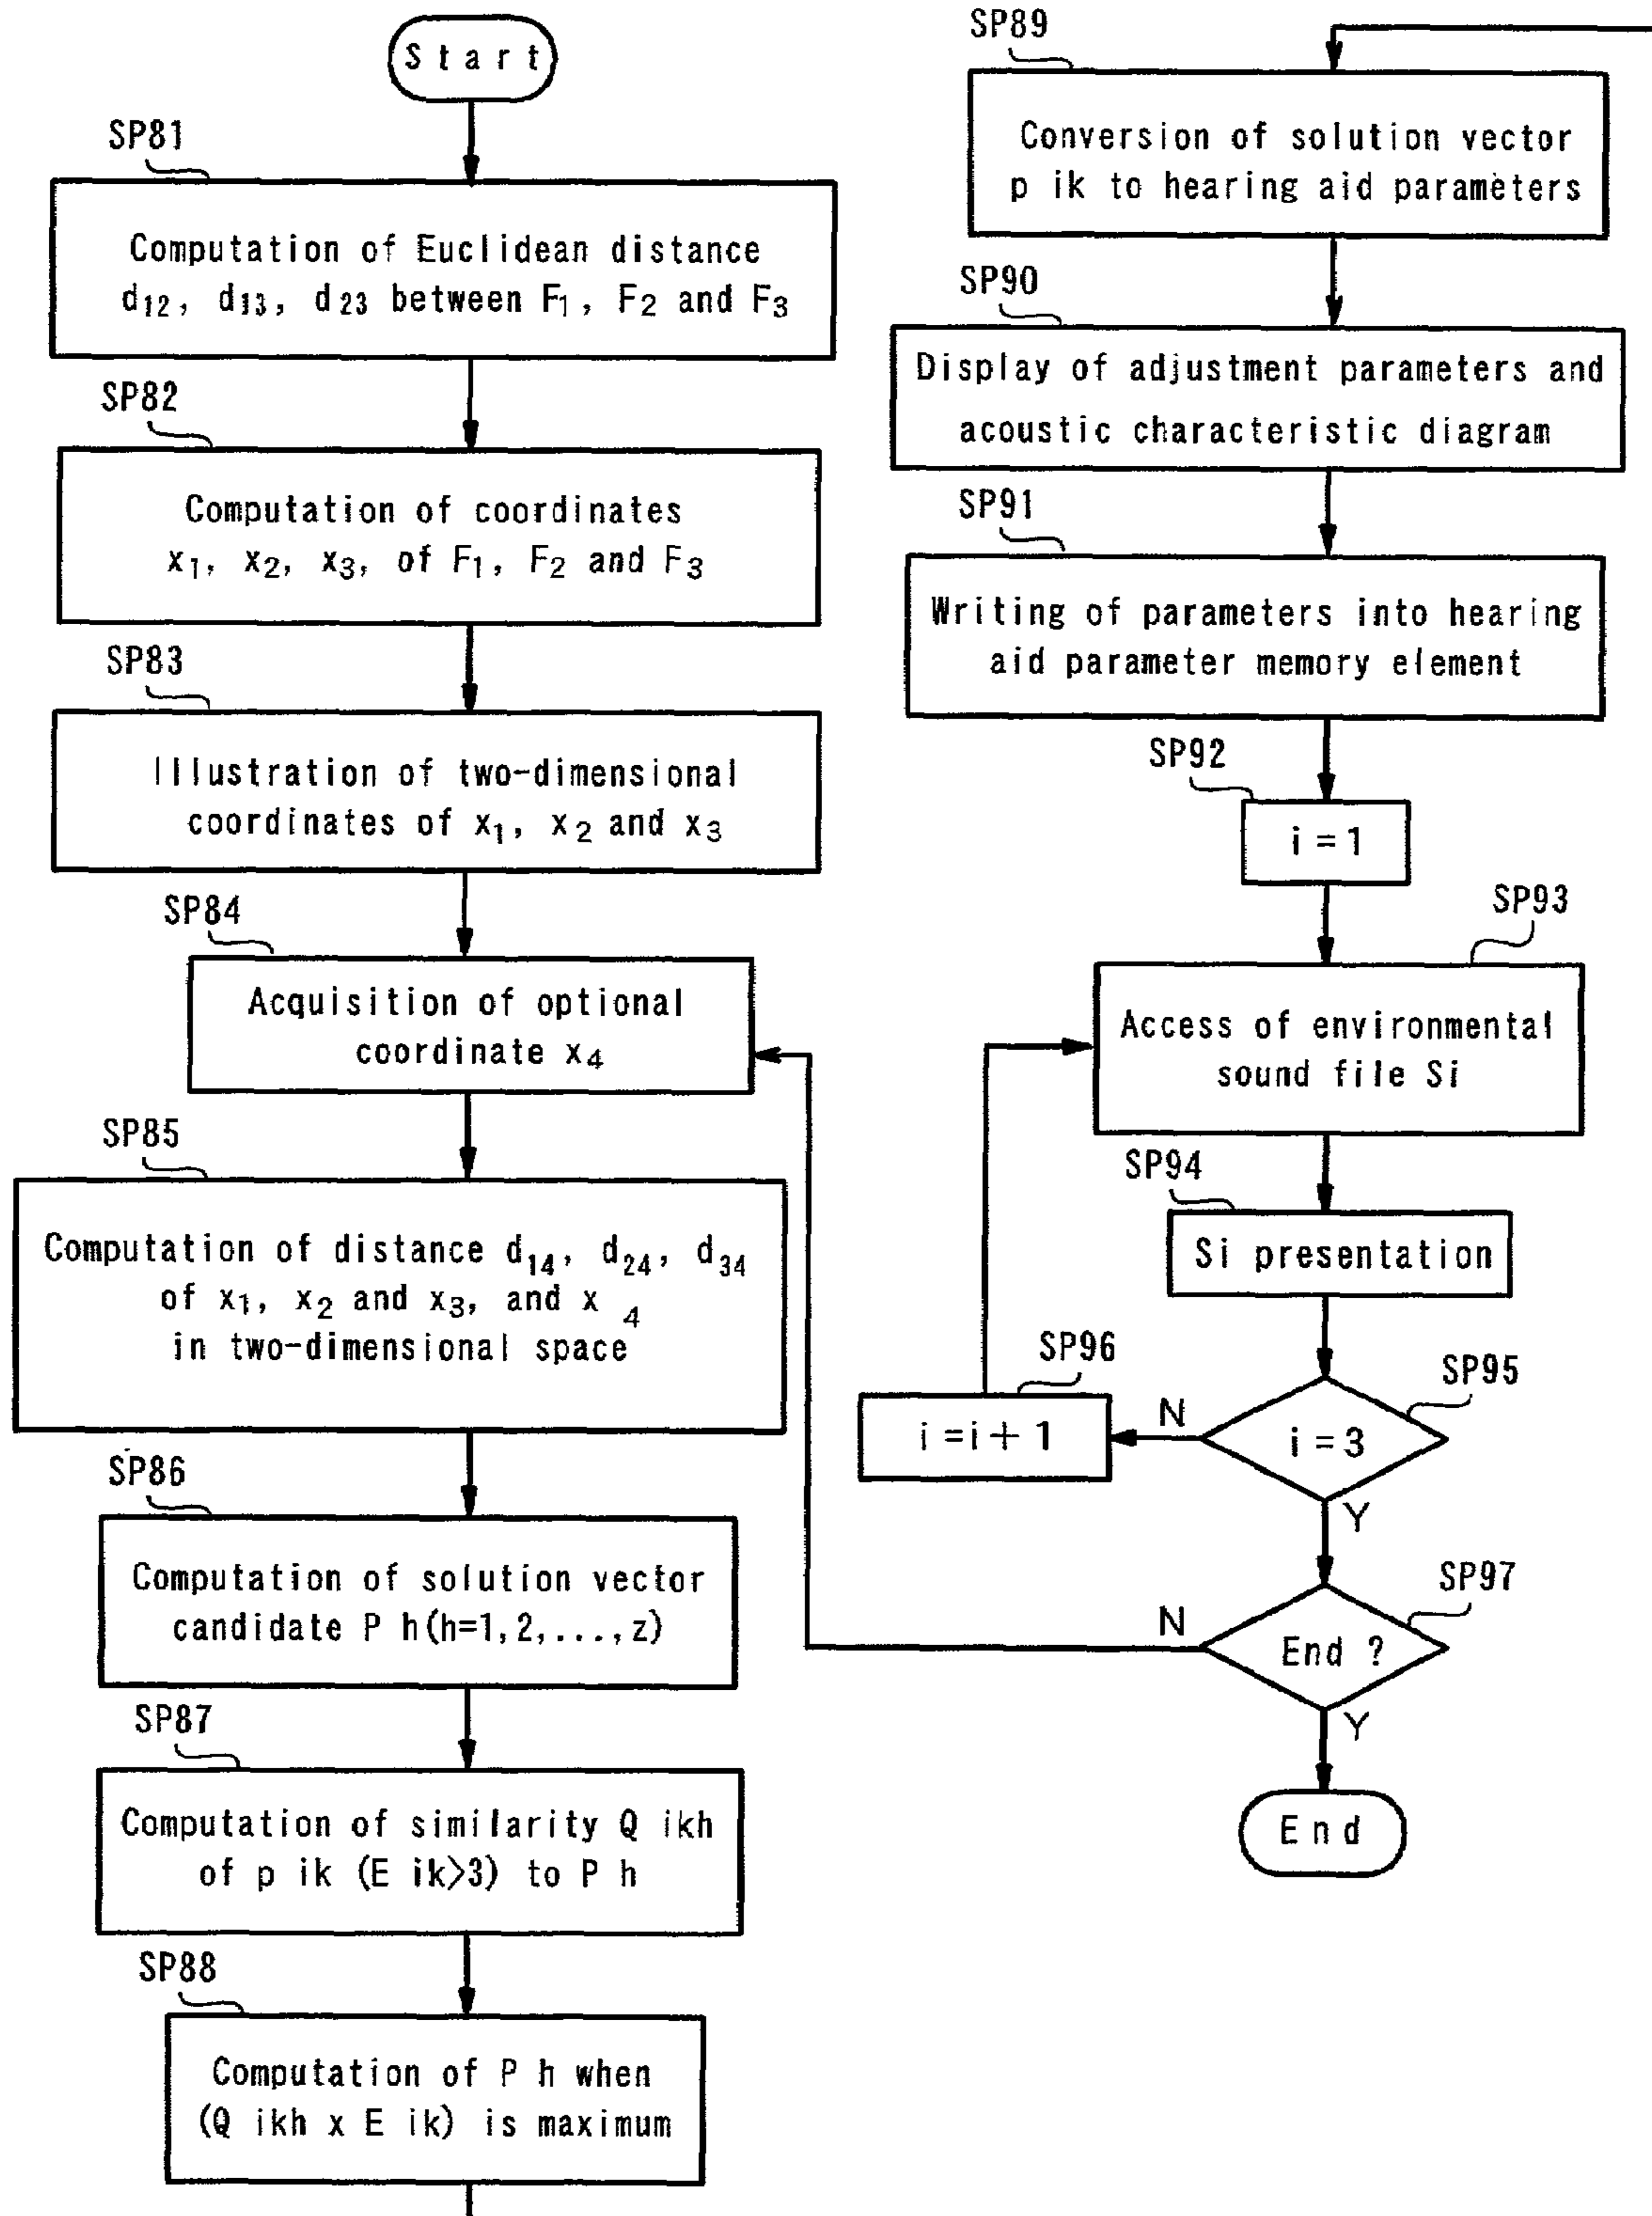 Start
SP81
Computation of Euclidean distance
d12, d13, d23 between F1, F2 and F3
SP82
Computation of coordinates
x1, x2, x3, of F1, F2 and F3
SP83
Illustration of two-dimensional
coordinates of x1, x2 and x3
SP84
Acquisition of optional
coordinate x4
SP85
Computation of distance d14, d24, d34
of x1, x2 and x3, and x4
in two-dimensional space
SP86
Computation of solution vector
candidate P h(h=1,2,...,z)
SP87
Computation of similarity Q ikh
of p ik (E ik>3) to P h
SP88
Computation of P h when
(Q ikh x E ik) is maximum
SP89
Conversion of solution vector
p ik to hearing aid parameters
SP90
Display of adjustment parameters and
acoustic characteristic diagram
SP91
Writing of parameters into hearing
aid parameter memory element
SP92
i=1
SP93
Access of environmental
sound file Si
SP94
Si presentation
SP95
i=3
N
Y
SP96
i=i+1
SP97
End ?
N
Y
End